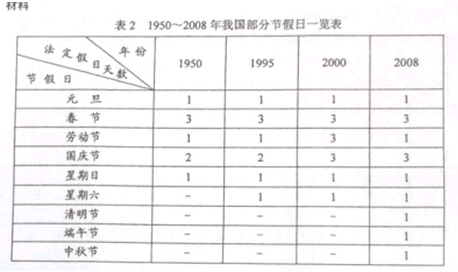 材料
表 2 1950～2008 年我国部分节假日一览表
法定假日天数 年份 节假日 1950 1995 2000 2008
元旦 1 1 1 1
春节 3 3 3 3
劳动节 1 1 3 1
国庆节 2 2 3 3
星期日 1 1 1 1
星期六 － 1 1 1
清明节 － － － 1
端午节 － － － 1
中秋节 － － － 1